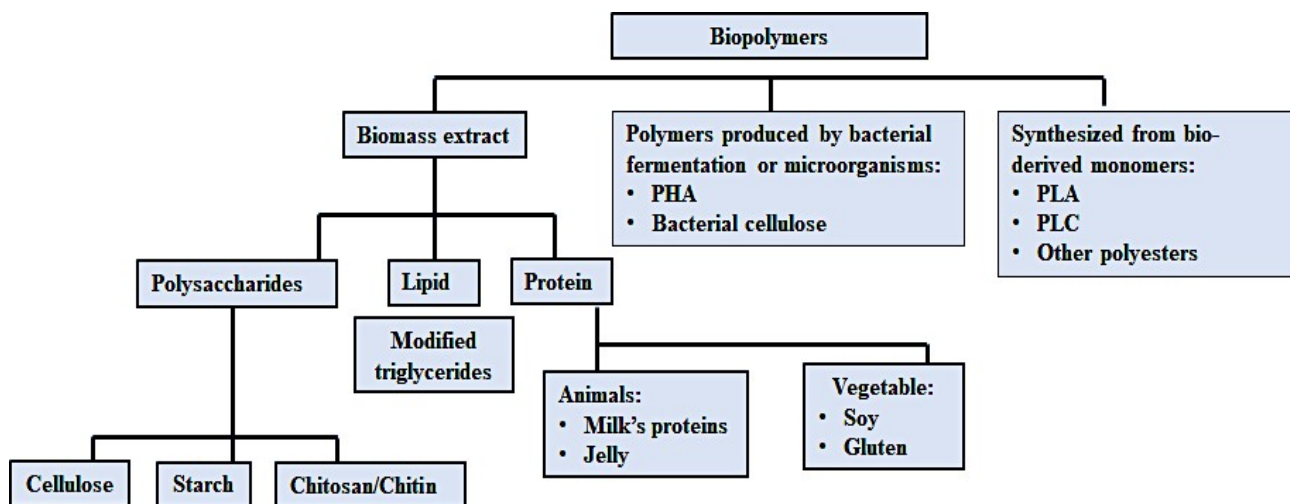 Biopolymers
Biomass extract
Polymers produced by bacterial
fermentation or microorganisms:
• PHA
• Bacterial cellulose
Synthesized from bio-
derived monomers:
• PLA
• PLC
• Other polyesters
Polysaccharides
Lipid
Protein
Modified
triglycerides
Animals:
• Milk's proteins
• Jelly
Vegetable:
• Soy
• Gluten
Cellulose
Starch
Chitosan/Chitin